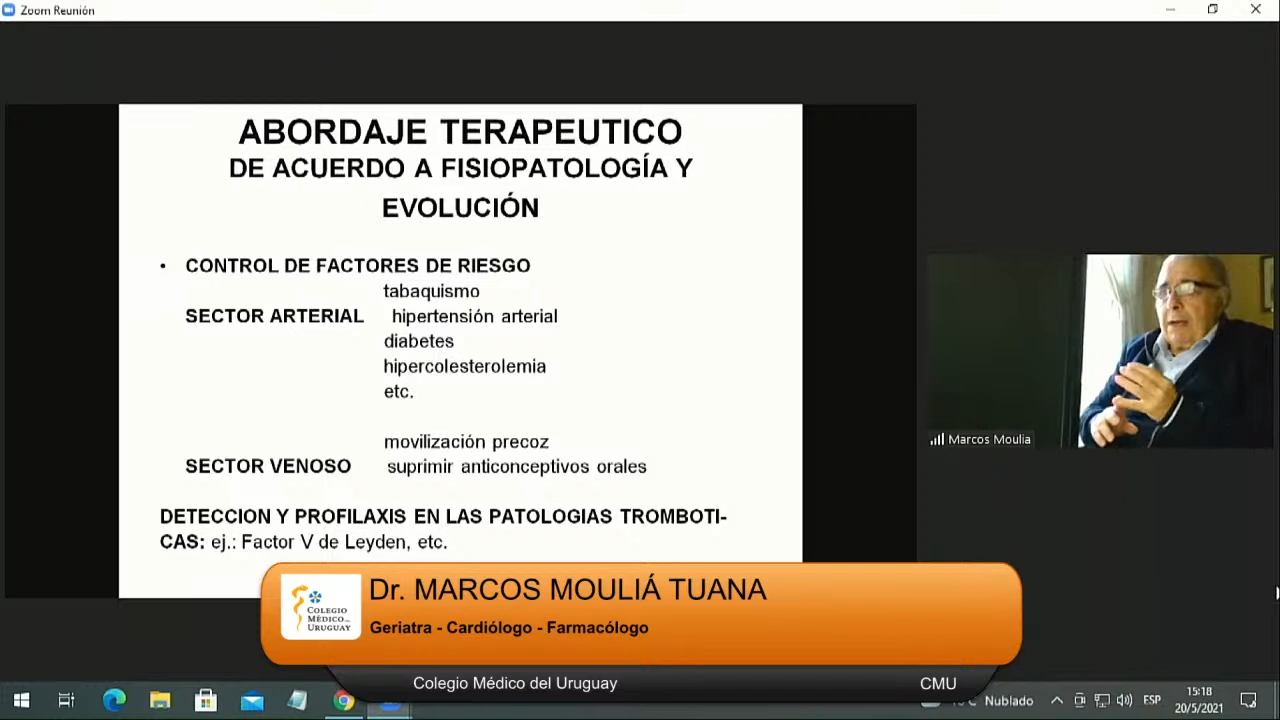 Zoom Reunión
ABORDAJE TERAPEUTICO
DE ACUERDO A FISIOPATOLOGÍA Y
EVOLUCIÓN
• CONTROL DE FACTORES DE RIESGO
tabaquismo
SECTOR ARTERIAL hipertensión arterial
diabetes
hipercolesterolemia
etc.
movilización precoz
SECTOR VENOSO suprimir anticonceptivos orales
DETECCION Y PROFILAXIS EN LAS PATOLOGIAS TROMBOTI-
CAS: ej.: Factor V de Leyden, etc.
Marcos Moulia
COLEGIO
MÉDICO DEL
URUGUAY
Dr. MARCOS MOULIÁ TUANA
Geriatra - Cardiólogo - Farmacólogo
Colegio Médico del Uruguay CMU
Nublado
ESP
15:18
20/5/2021